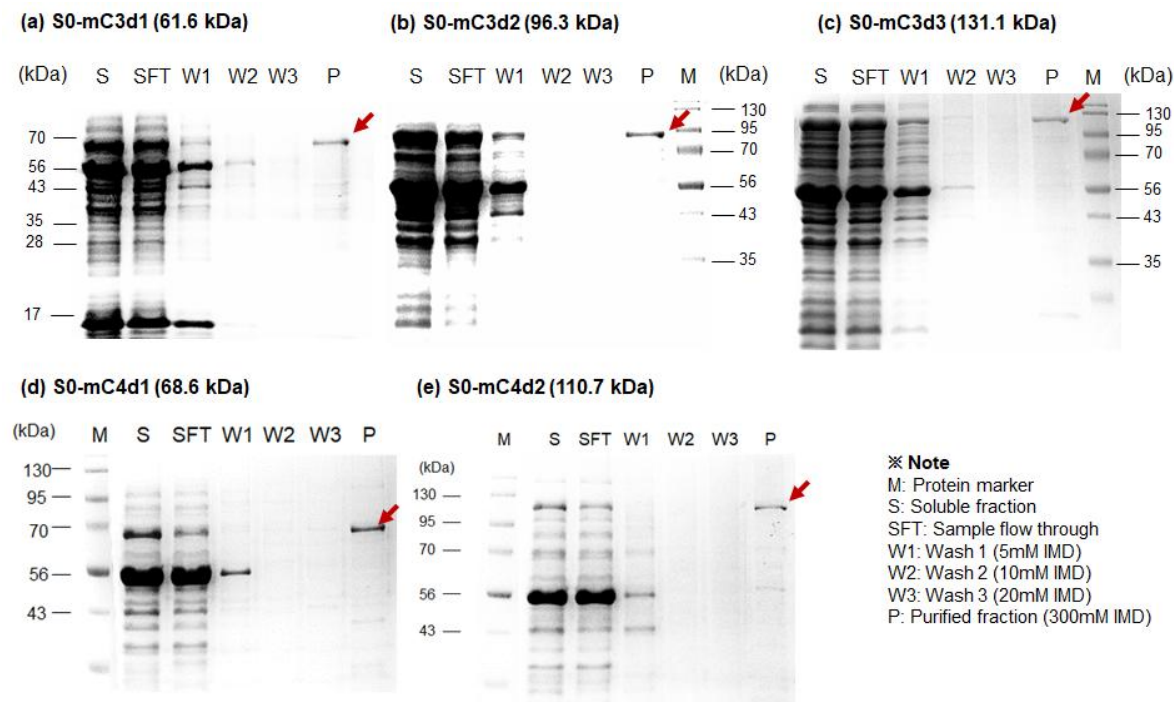 (a) S0-mC3d1 (61.6 kDa)
(b) S0-mC3d2 (96.3 kDa)
(c) S0-mC3d3 (131.1 kDa)
(kDa) S SFT W1 W2 W3 P
S SFT W1 W2 W3 P M (kDa)
S SFT W1 W2 W3 P M (kDa)
70
56
43
35
28
17
130
95
70
56
43
35
130
95
70
56
43
35
(d) S0-mC4d1 (68.6 kDa)
(e) S0-mC4d2 (110.7 kDa)
(kDa) M S SFT W1 W2 W3 P
130
95
70
56
43
M S SFT W1 W2 W3 P
(kDa)
130
95
70
56
43
※ Note
M: Protein marker
S: Soluble fraction
SFT: Sample flow through
W1: Wash 1 (5mM IMD)
W2: Wash 2 (10mM IMD)
W3: Wash 3 (20mM IMD)
P: Purified fraction (300mM IMD)